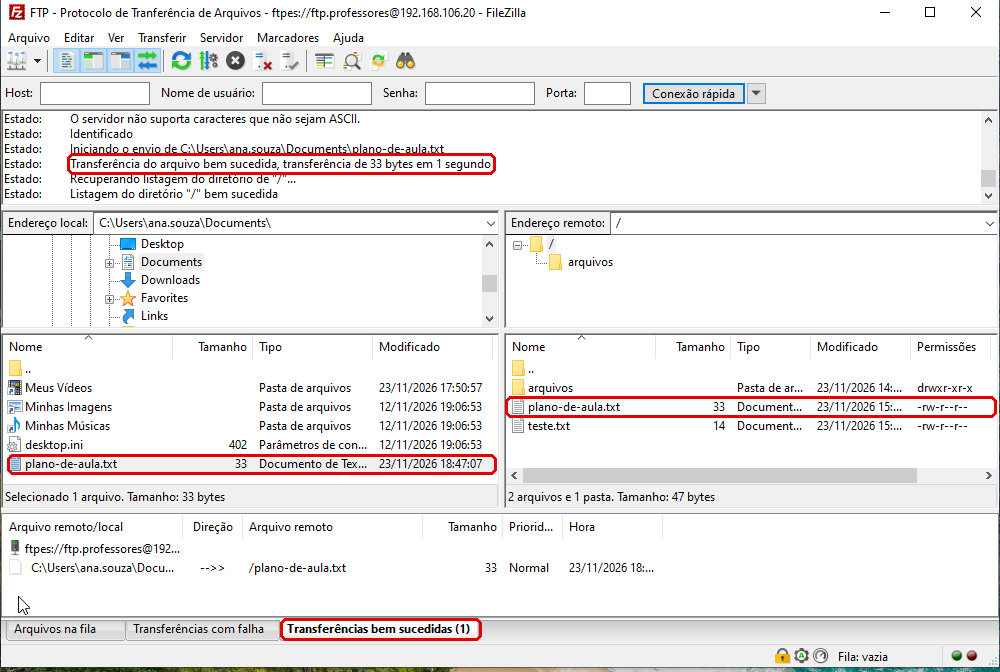 FTP - Protocolo de Tranferência de Arquivos - ftpes://ftp.professores@192.168.106.20 - FileZilla
Arquivo Editar Ver Transferir Servidor Marcadores Ajuda
Host: Nome de usuário: Senha: Porta: Conexão rápida
Estado: O servidor não suporta caracteres que não sejam ASCII.
Estado: Identificado
Estado: Iniciando o envio de C:\Users\ana.souza\Documents\plano-de-aula.txt
Estado: Transferência do arquivo bem sucedida, transferência de 33 bytes em 1 segundo
Estado: Recuperando listagem do diretório de "/"...
Estado: Listagem do diretório "/" bem sucedida
Endereço local: C:\Users\ana.souza\Documents\
Desktop
Documents
Downloads
Favorites
Links
Nome Tamanho Tipo Modificado
..
Meus Vídeos Pasta de arquivos 23/11/2026 17:50:57
Minhas Imagens Pasta de arquivos 12/11/2026 19:06:53
Minhas Músicas Pasta de arquivos 12/11/2026 19:06:53
desktop.ini 402 Parâmetros de con... 12/11/2026 19:06:53
plano-de-aula.txt 33 Documento de Tex... 23/11/2026 18:47:07
Selecionado 1 arquivo. Tamanho: 33 bytes
Endereço remoto: /
/
arquivos
Nome Tamanho Tipo Modificado Permissões
..
arquivos Pasta de ar... 23/11/2026 14:... drwxr-xr-x
plano-de-aula.txt 33 Document... 23/11/2026 15:... -rw-r--r--
teste.txt 14 Document... 23/11/2026 15:... -rw-r--r--
2 arquivos e 1 pasta. Tamanho: 47 bytes
Arquivo remoto/local Direção Arquivo remoto Tamanho Priorid... Hora
ftpes://ftp.professores@192...
C:\Users\ana.souza\Docu... -->> /plano-de-aula.txt 33 Normal 23/11/2026 18:...
Arquivos na fila Transferências com falha Transferências bem sucedidas (1)
Fila: vazia